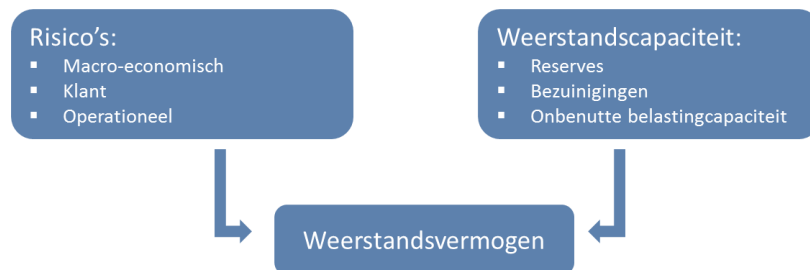 Risico’s:
▪ Macro-economisch
▪ Klant
▪ Operationeel
Weerstandscapaciteit:
▪ Reserves
▪ Bezuinigingen
▪ Onbenutte belastingcapaciteit
Weerstandsvermogen